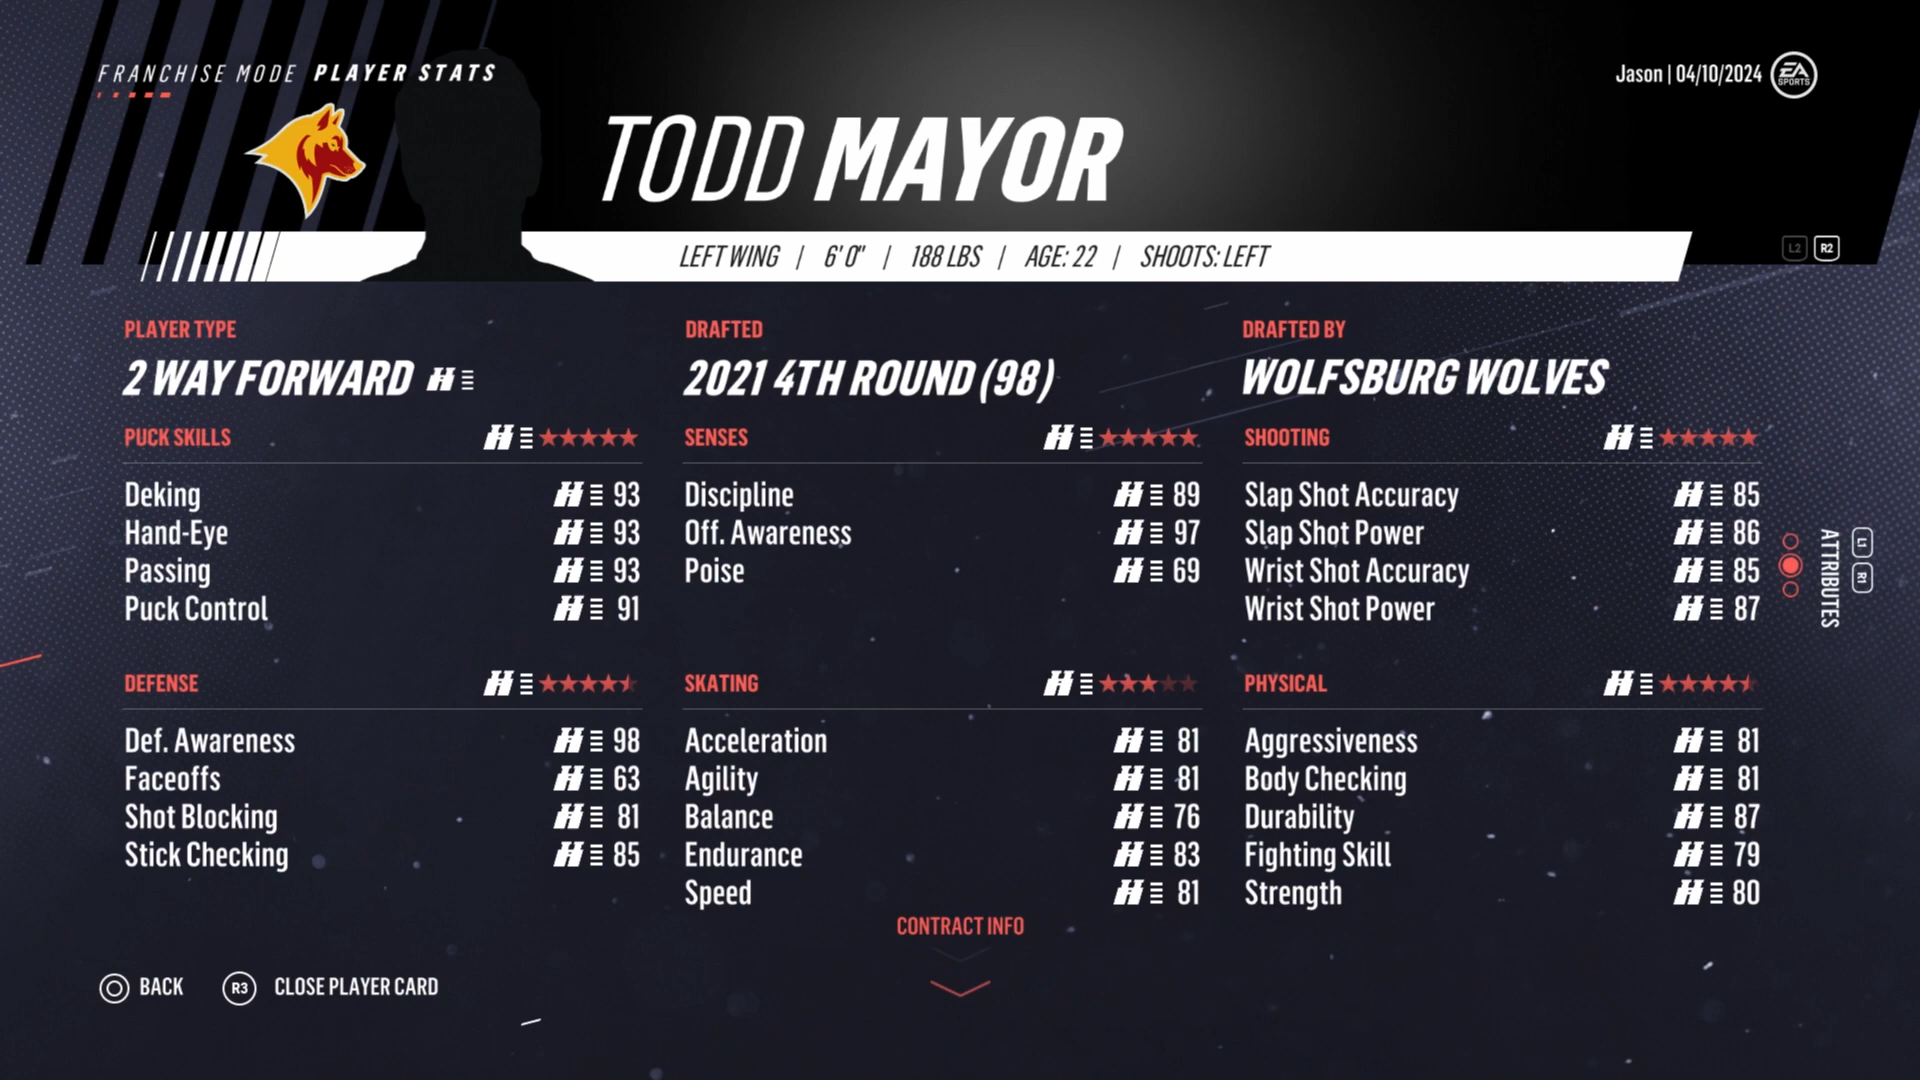 FRANCHISE MODE PLAYER STATS
Jason | 04/10/2024
EA SPORTS
TODD MAYOR
LEFT WING | 6' 0" | 188 LBS | AGE: 22 | SHOOTS: LEFT
L2 R2
PLAYER TYPE
2 WAY FORWARD
DRAFTED
2021 4TH ROUND (98)
DRAFTED BY
WOLFSBURG WOLVES
PUCK SKILLS
Deking 93
Hand-Eye 93
Passing 93
Puck Control 91
SENSES
Discipline 89
Off. Awareness 97
Poise 69
SHOOTING
Slap Shot Accuracy 85
Slap Shot Power 86
Wrist Shot Accuracy 85
Wrist Shot Power 87
DEFENSE
Def. Awareness 98
Faceoffs 63
Shot Blocking 81
Stick Checking 85
SKATING
Acceleration 81
Agility 81
Balance 76
Endurance 83
Speed 81
PHYSICAL
Aggressiveness 81
Body Checking 81
Durability 87
Fighting Skill 79
Strength 80
L1 R1
ATTRIBUTES
CONTRACT INFO
BACK
R3 CLOSE PLAYER CARD